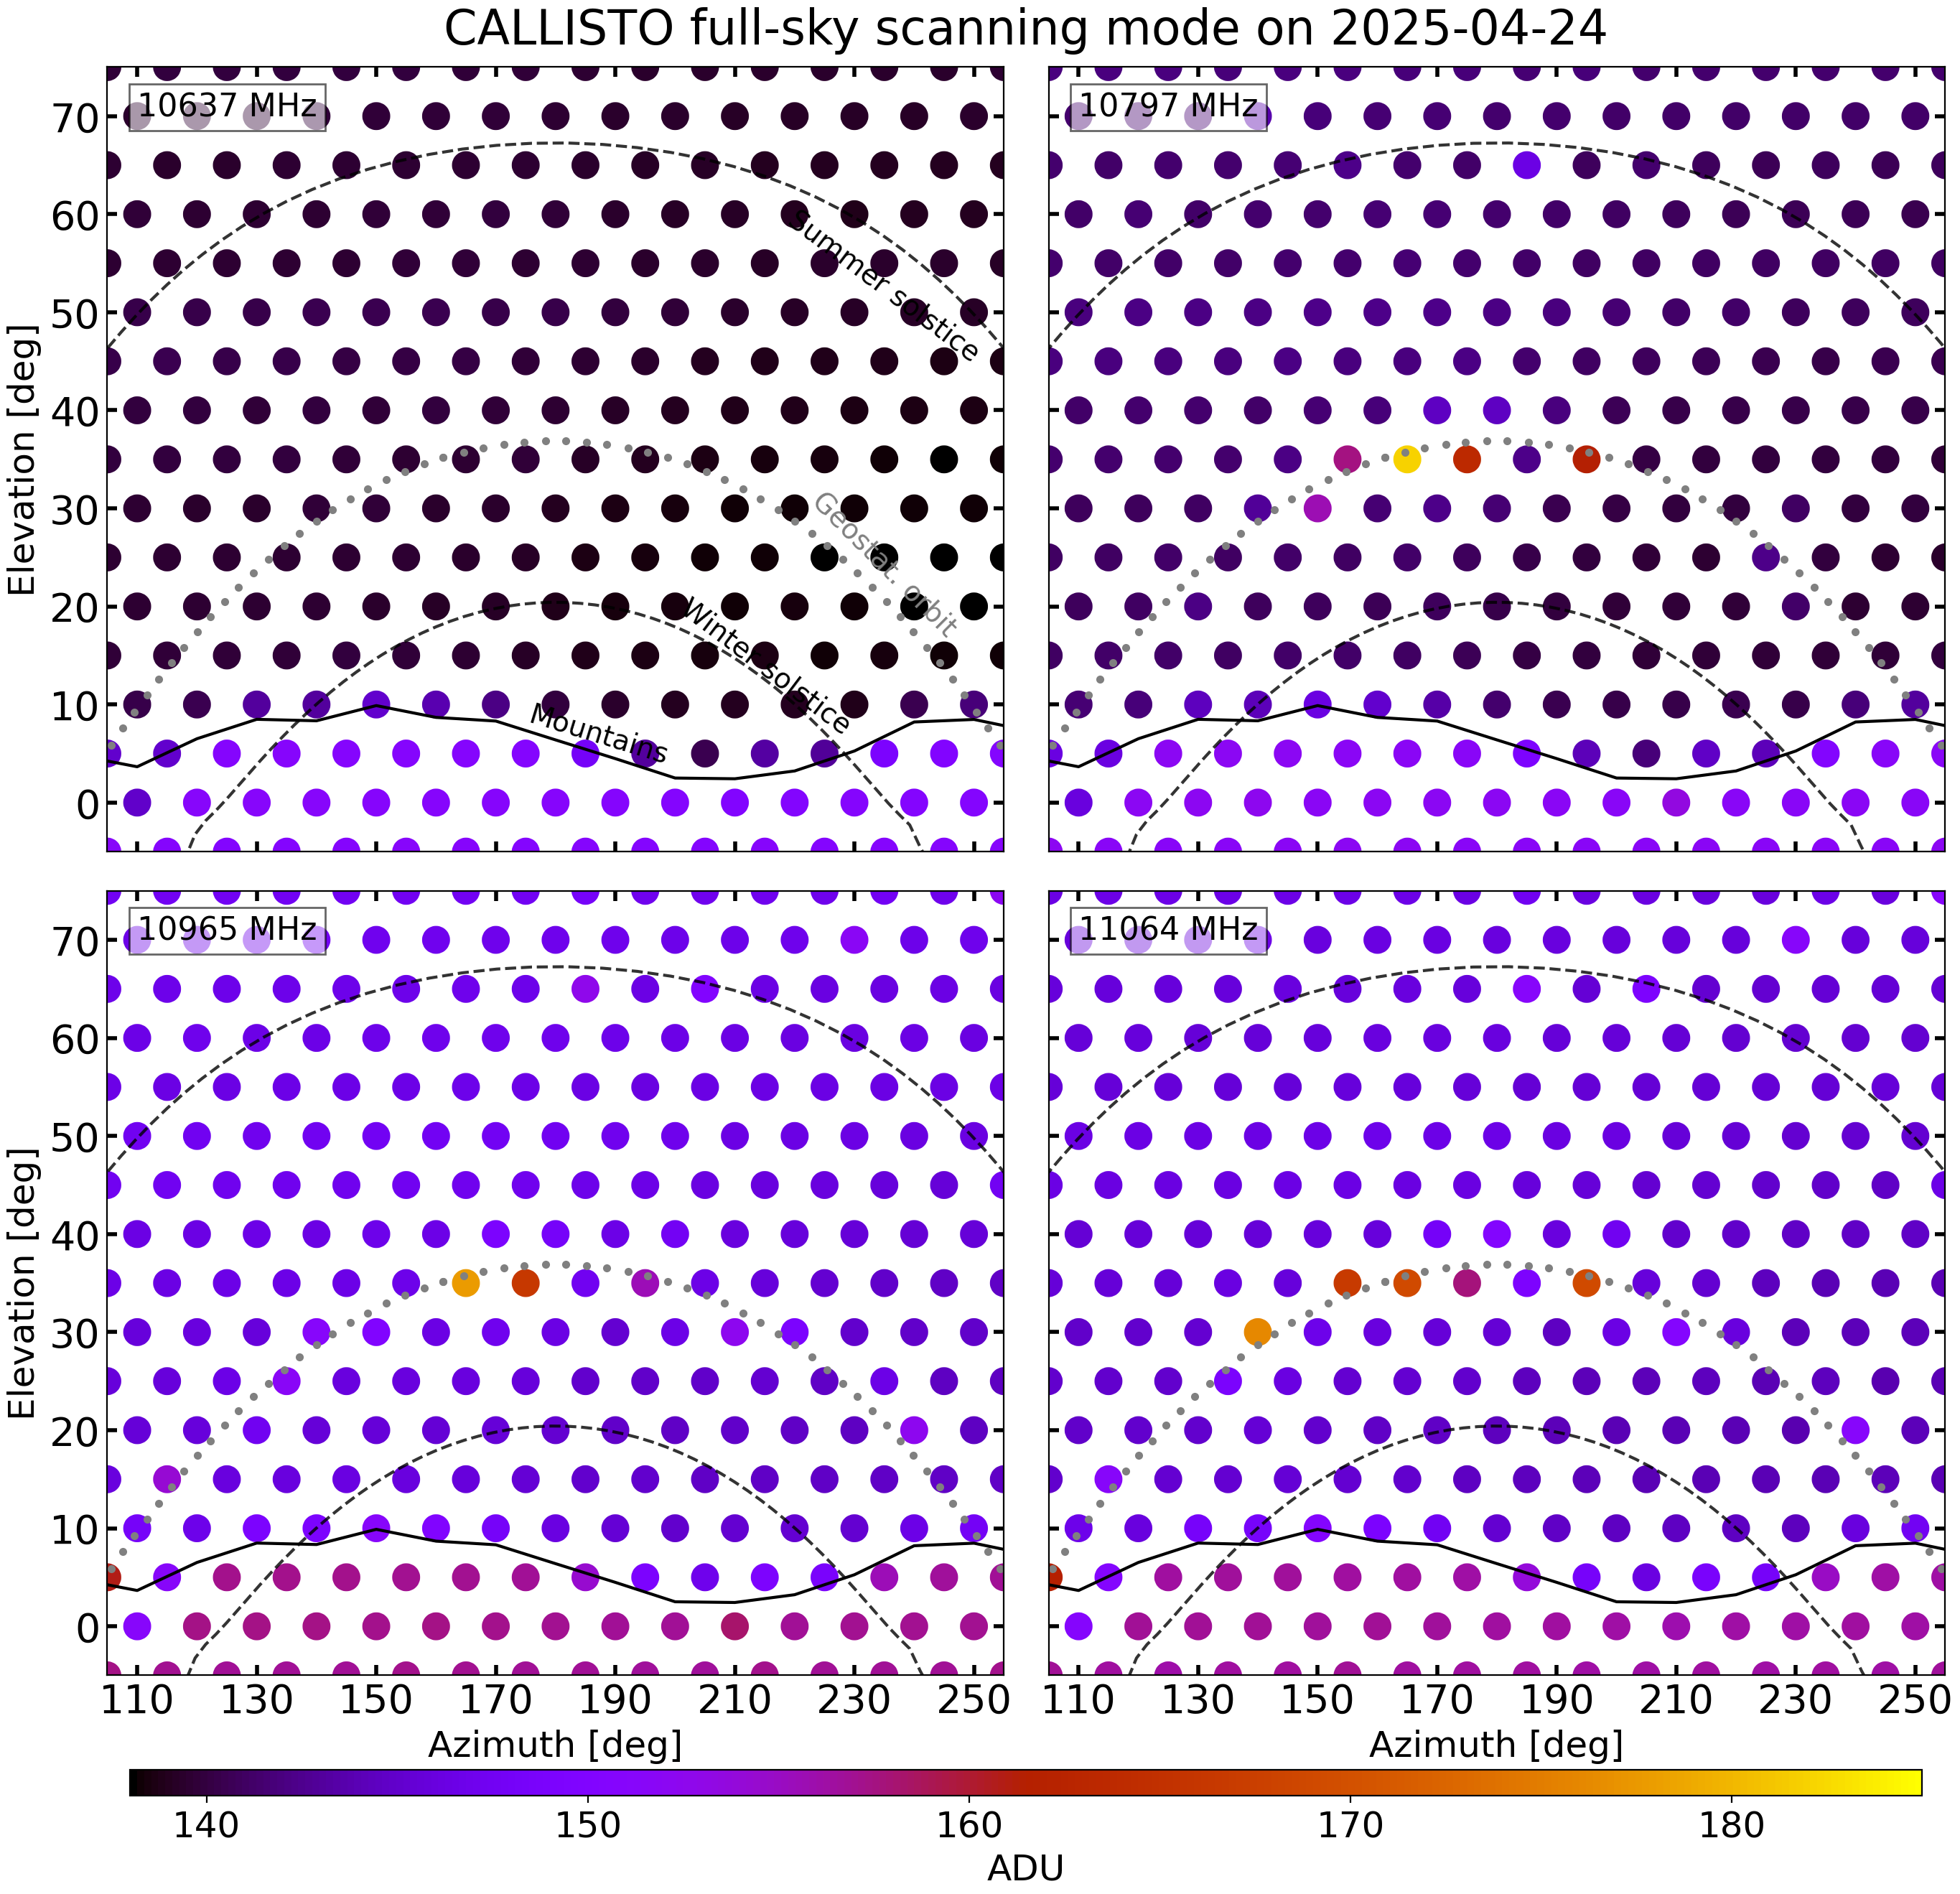 CALLISTO full-sky scanning mode on 2025-04-24
10637 MHz
10797 MHz
70
60
50
40
30
20
10
0
Elevation [deg]
Summer solstice
Geostat. orbit
Winter solstice
Mountains
10965 MHz
11064 MHz
70
60
50
40
30
20
10
0
Elevation [deg]
110 130 150 170 190 210 230 250
110 130 150 170 190 210 230 250
Azimuth [deg]
Azimuth [deg]
140 150 160 170 180
ADU